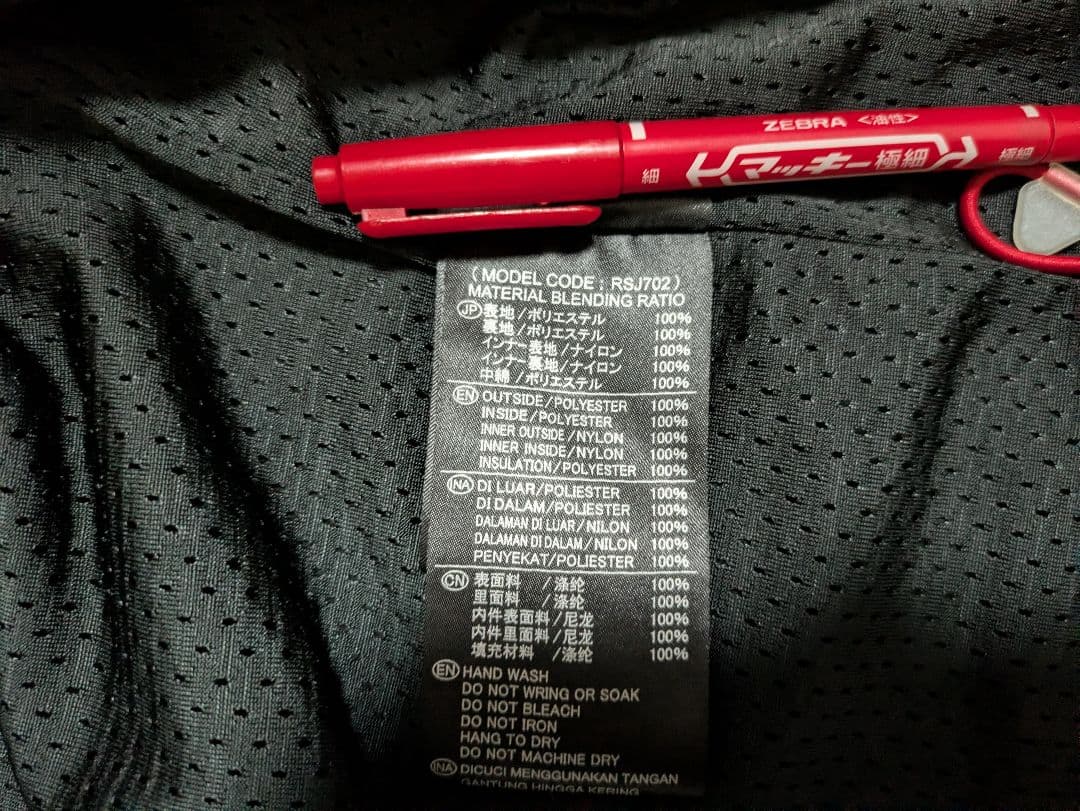 ZEBRA <油性>
細 マッキー極細 極細
(MODEL CODE : RSJ702)
MATERIAL BLENDING RATIO
JP 表地/ポリエステル 100%
裏地/ポリエステル 100%
インナー表地/ナイロン 100%
インナー裏地/ナイロン 100%
中綿/ポリエステル 100%
EN OUTSIDE/POLYESTER 100%
INSIDE/POLYESTER 100%
INNER OUTSIDE/NYLON 100%
INNER INSIDE/NYLON 100%
INSULATION/POLYESTER 100%
INA DI LUAR/POLIESTER 100%
DI DALAM/POLIESTER 100%
DALAMAN DI LUAR/NILON 100%
DALAMAN DI DALAM/NILON 100%
PENYEKAT/POLIESTER 100%
CN 表面料 /涤纶 100%
里面料 /涤纶 100%
内件表面料/尼龙 100%
内件里面料/尼龙 100%
填充材料 /涤纶 100%
EN HAND WASH
DO NOT WRING OR SOAK
DO NOT BLEACH
DO NOT IRON
HANG TO DRY
DO NOT MACHINE DRY
INA DICUCI MENGGUNAKAN TANGAN
GANTUNG HINGGA KERING